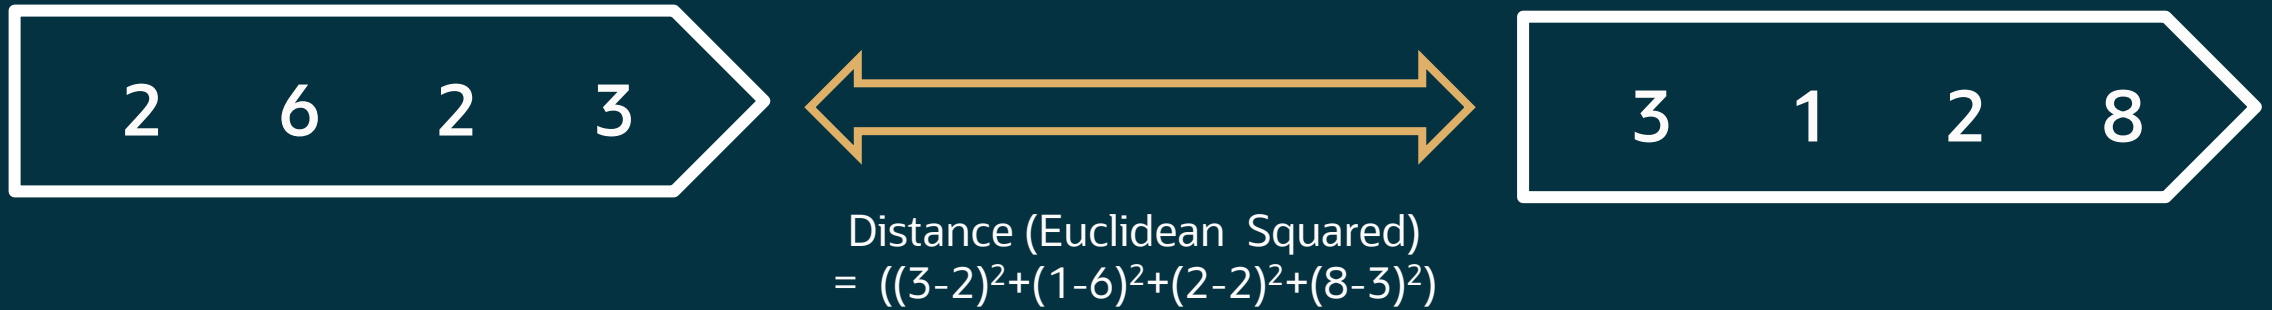 2 6 2 3
3 1 2 8
Distance (Euclidean Squared)
= ((3-2)²+(1-6)²+(2-2)²+(8-3)²)